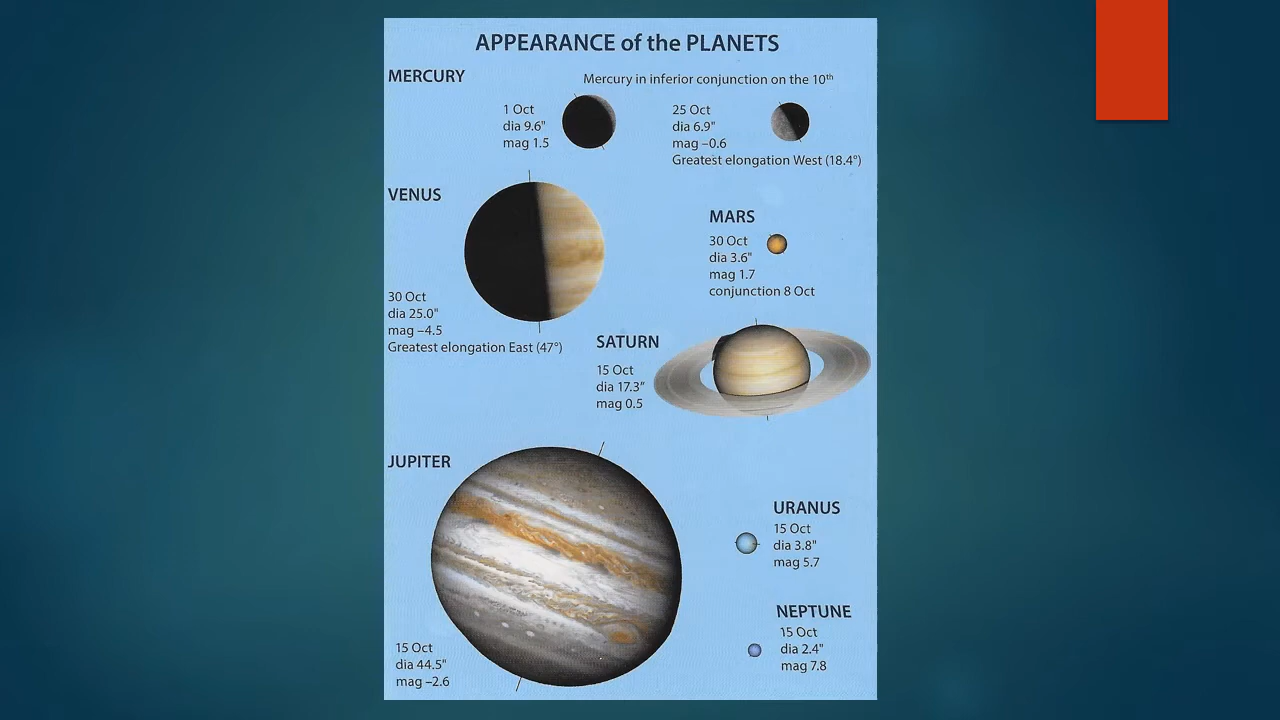 APPEARANCE of the PLANETS
MERCURY
Mercury in inferior conjunction on the 10th
1 Oct
dia 9.6"
mag 1.5
25 Oct
dia 6.9"
mag –0.6
Greatest elongation West (18.4°)
VENUS
30 Oct
dia 25.0"
mag –4.5
Greatest elongation East (47°)
MARS
30 Oct
dia 3.6"
mag 1.7
conjunction 8 Oct
SATURN
15 Oct
dia 17.3"
mag 0.5
JUPITER
15 Oct
dia 44.5"
mag –2.6
URANUS
15 Oct
dia 3.8"
mag 5.7
NEPTUNE
15 Oct
dia 2.4"
mag 7.8